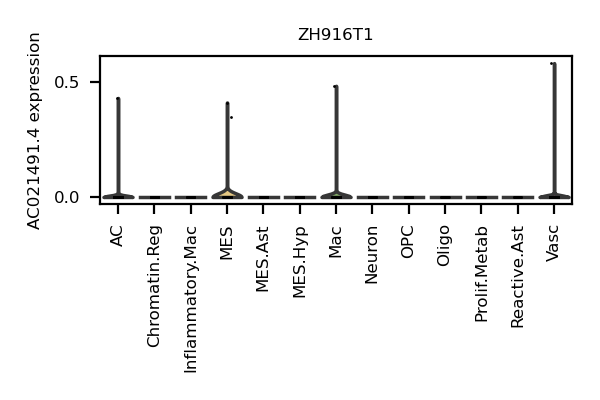 ZH916T1
AC021491.4 expression
0.5
0.0
AC
Chromatin.Reg
Inflammatory.Mac
MES
MES.Ast
MES.Hyp
Mac
Neuron
OPC
Oligo
Prolif.Metab
Reactive.Ast
Vasc